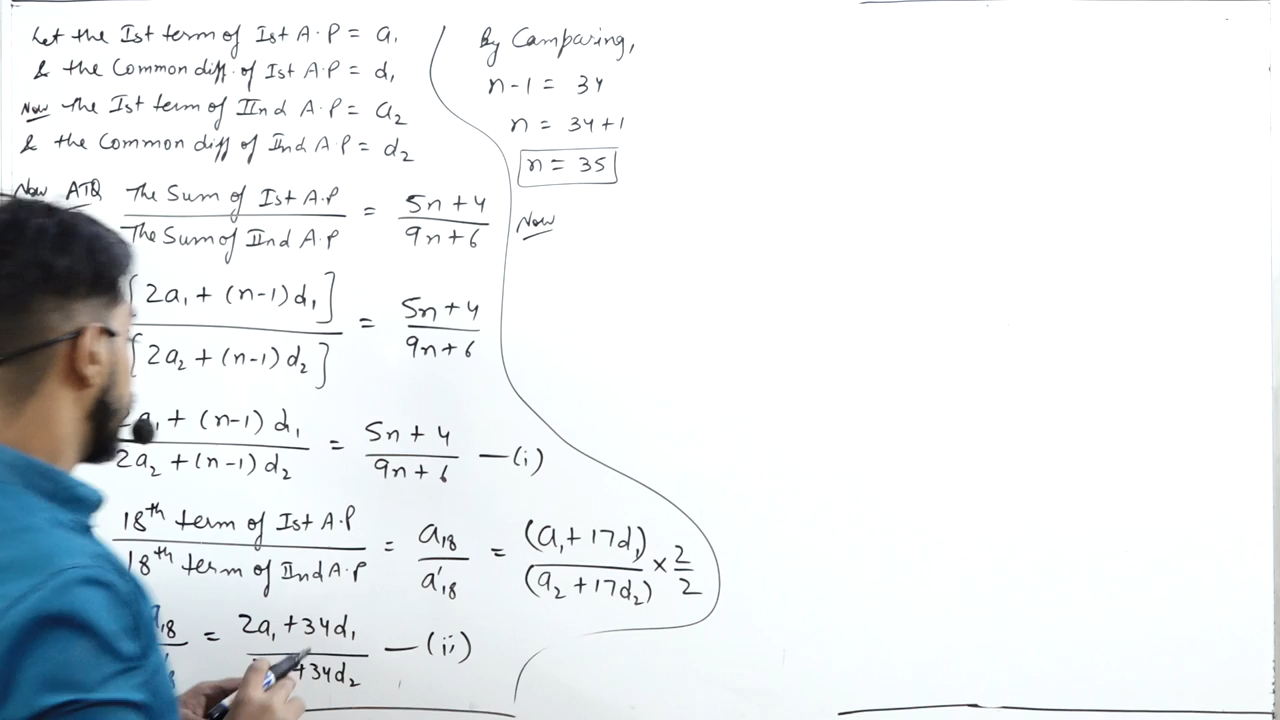 Let the Ist term of Ist A.P = a₁
& the Common diff. of Ist A.P = d₁
Now the Ist term of IInd A.P = a₂
& the Common diff of IInd A.P = d₂
Now ATQ The Sum of Ist A.P / The Sum of IInd A.P = 5n+4 / 9n+6
[2a₁ + (n-1)d₁] / [2a₂ + (n-1)d₂] = 5n+4 / 9n+6
2a₁ + (n-1) d₁ / 2a₂ + (n-1) d₂ = 5n+4 / 9n+6 —(i)
18th term of Ist A.P / 18th term of IInd A.P = a₁₈ / a'₁₈ = (a₁+17d₁) / (a₂+17d₂) × 2/2
= 2a₁+34d₁ / +34d₂ —(ii)
By Camparing,
n-1 = 34
n = 34+1
n = 35
Now